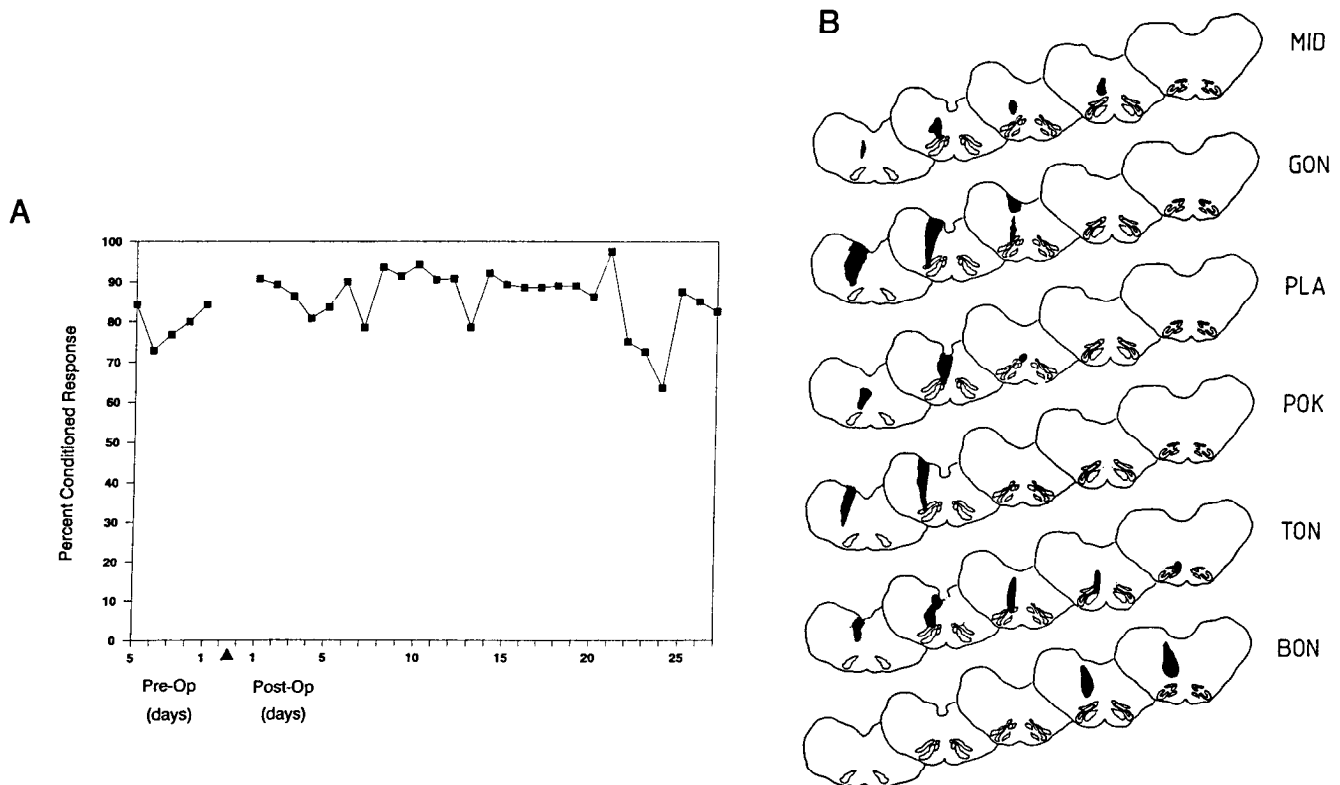 A
100
90
80
70
60
50
40
30
20
10
0
Percent Conditioned Response
5 1 1 5 10 15 20 25
Pre-Op Post-Op
(days) (days)
B
MID
GON
PLA
POK
TON
BON